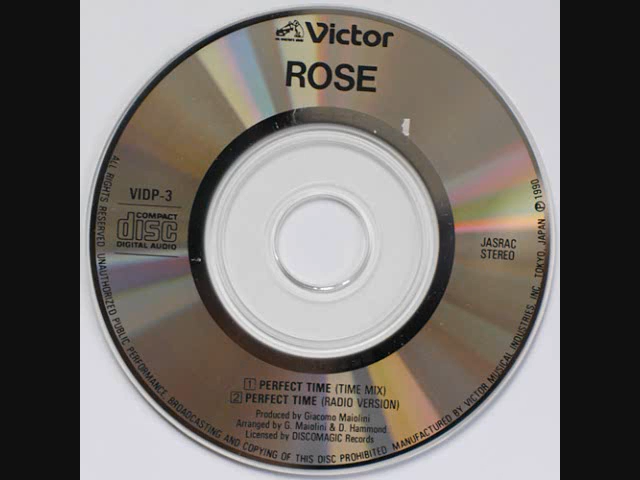 Victor
ROSE
VIDP-3
COMPACT
disc
DIGITAL AUDIO
JASRAC
STEREO
1 PERFECT TIME (TIME MIX)
2 PERFECT TIME (RADIO VERSION)
Produced by Giacomo Maiolini
Arranged by G. Maiolini & D. Hammond
Licensed by DISCOMAGIC Records
ALL RIGHTS RESERVED. UNAUTHORIZED PUBLIC PERFORMANCE, BROADCASTING AND COPYING OF THIS DISC PROHIBITED. MANUFACTURED BY VICTOR MUSICAL INDUSTRIES, INC. TOKYO, JAPAN ℗ 1990